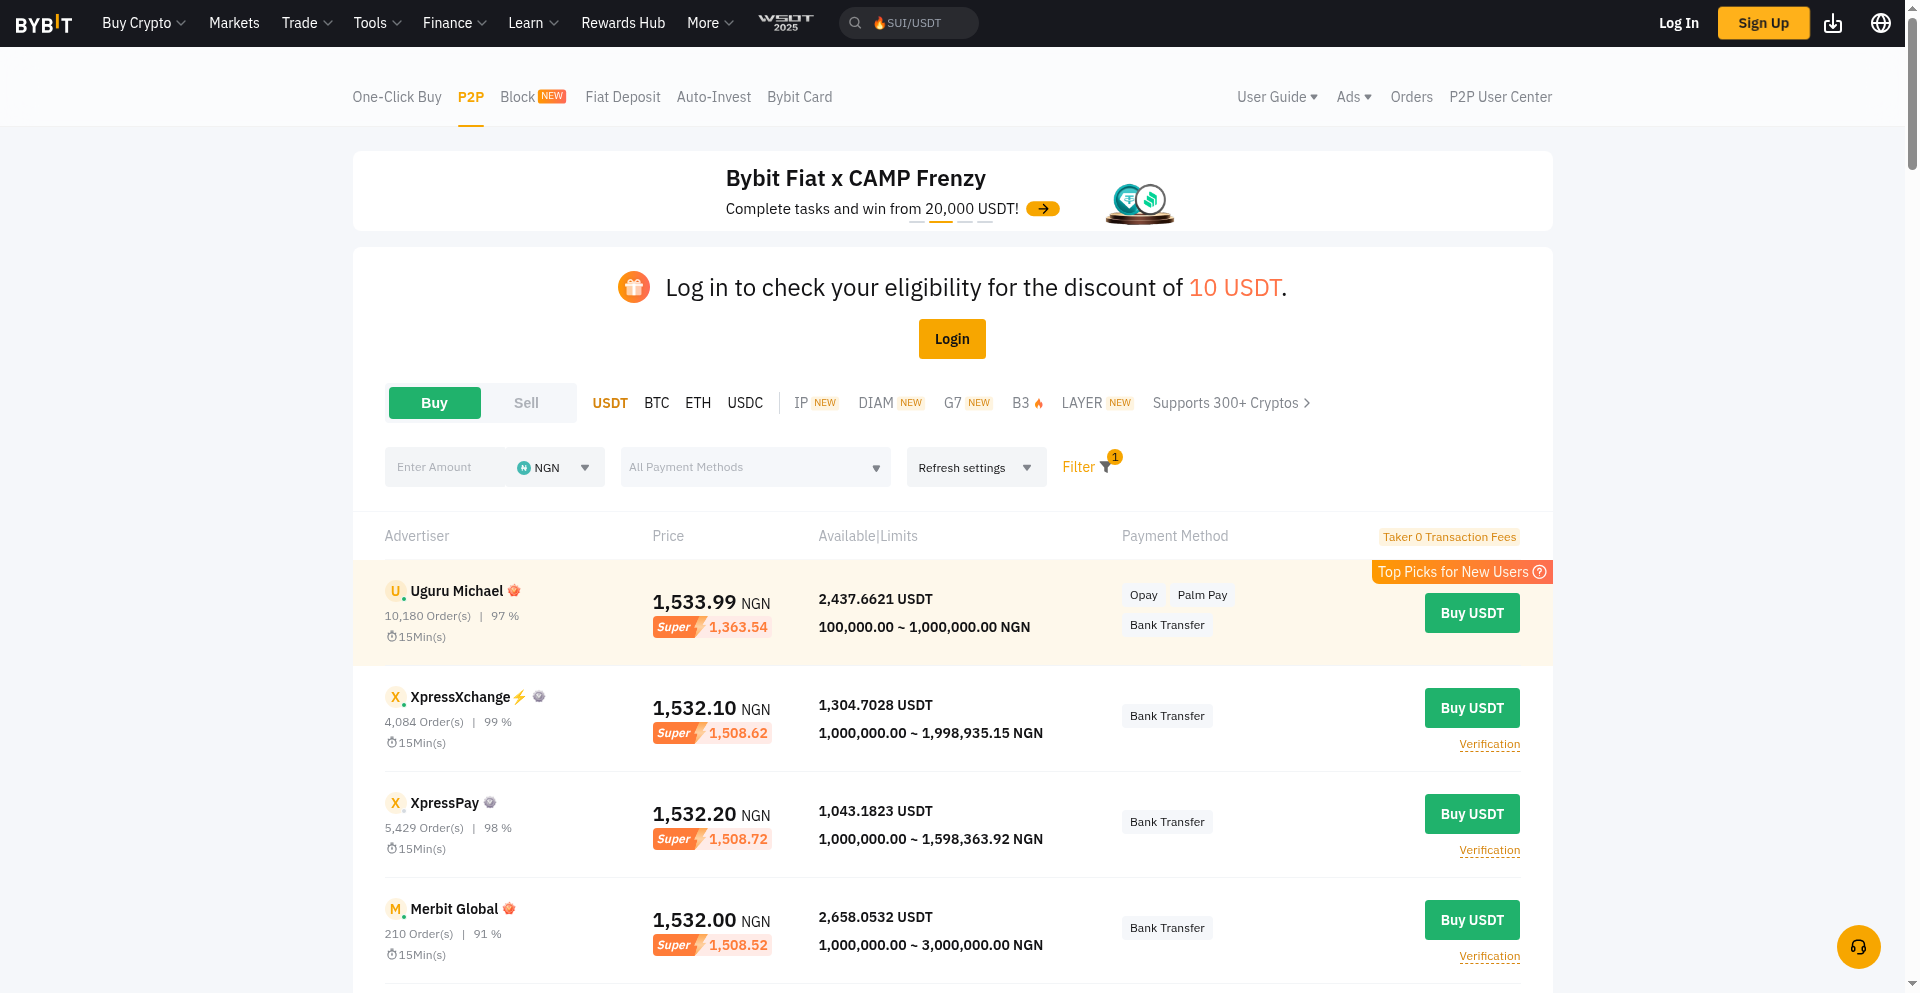 BYBIT Buy Crypto Markets Trade Tools Finance Learn Rewards Hub More WSOT 2025 SUI/USDT Log In Sign Up
One-Click Buy P2P Block NEW Fiat Deposit Auto-Invest Bybit Card User Guide Ads Orders P2P User Center
Bybit Fiat x CAMP Frenzy
Complete tasks and win from 20,000 USDT!
Log in to check your eligibility for the discount of 10 USDT.
Login
Buy Sell USDT BTC ETH USDC IP NEW DIAM NEW G7 NEW B3 LAYER NEW Supports 300+ Cryptos
Enter Amount NGN All Payment Methods Refresh settings Filter 1
Advertiser Price Available|Limits Payment Method Taker 0 Transaction Fees
Top Picks for New Users
U Uguru Michael
10,180 Order(s) | 97 %
15Min(s)
1,533.99 NGN
Super 1,363.54
2,437.6621 USDT
100,000.00 ~ 1,000,000.00 NGN
Opay Palm Pay
Bank Transfer
Buy USDT
X XpressXchange⚡
4,084 Order(s) | 99 %
15Min(s)
1,532.10 NGN
Super 1,508.62
1,304.7028 USDT
1,000,000.00 ~ 1,998,935.15 NGN
Bank Transfer
Buy USDT
Verification
X XpressPay
5,429 Order(s) | 98 %
15Min(s)
1,532.20 NGN
Super 1,508.72
1,043.1823 USDT
1,000,000.00 ~ 1,598,363.92 NGN
Bank Transfer
Buy USDT
Verification
M Merbit Global
210 Order(s) | 91 %
15Min(s)
1,532.00 NGN
Super 1,508.52
2,658.0532 USDT
1,000,000.00 ~ 3,000,000.00 NGN
Bank Transfer
Buy USDT
Verification